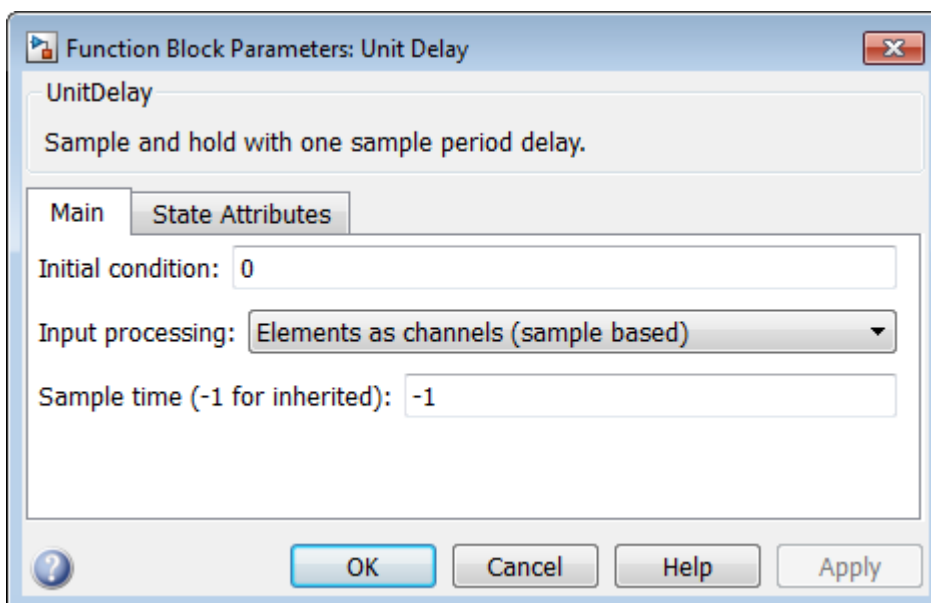 Function Block Parameters: Unit Delay
UnitDelay
Sample and hold with one sample period delay.
Main State Attributes
Initial condition: 0
Input processing: Elements as channels (sample based)
Sample time (-1 for inherited): -1
OK Cancel Help Apply